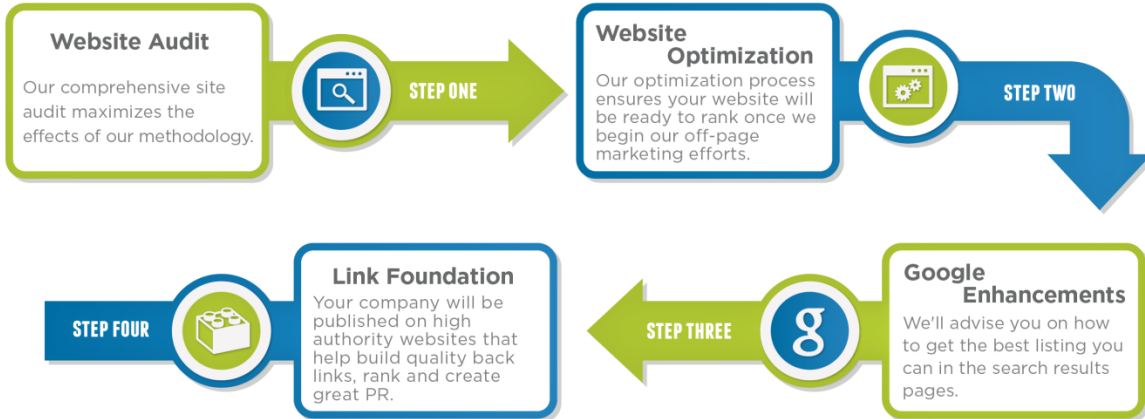 Website Audit
Our comprehensive site
audit maximizes the
effects of our methodology.
STEP ONE
Website
Optimization
Our optimization process
ensures your website will
be ready to rank once we
begin our off-page
marketing efforts.
STEP TWO
Google
Enhancements
We'll advise you on how
to get the best listing you
can in the search results
pages.
g
STEP THREE
Link Foundation
Your company will be
published on high
authority websites that
help build quality back
links, rank and create
great PR.
STEP FOUR